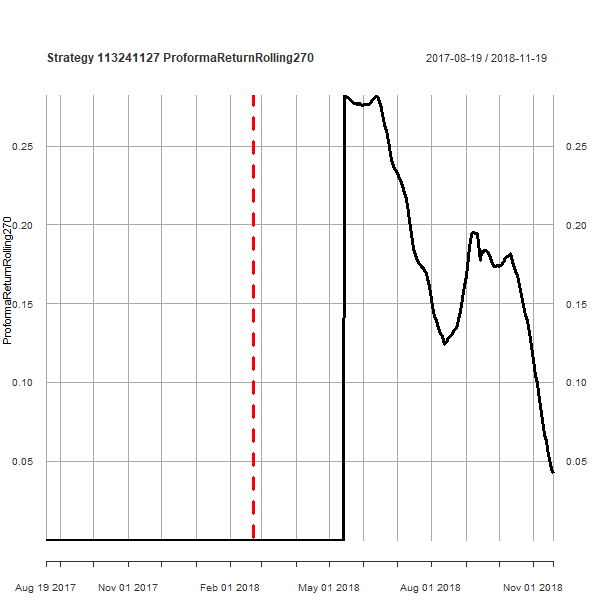 Strategy 113241127 ProformaReturnRolling270
2017-08-19 / 2018-11-19
ProformaReturnRolling270
0.25 0.25
0.20 0.20
0.15 0.15
0.10 0.10
0.05 0.05
Aug 19 2017 Nov 01 2017 Feb 01 2018 May 01 2018 Aug 01 2018 Nov 01 2018